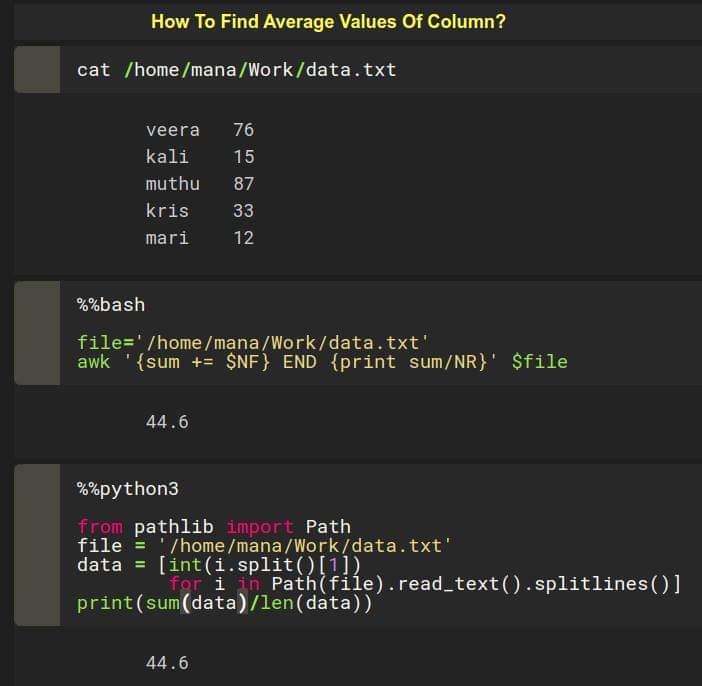 How To Find Average Values Of Column?
cat /home/mana/Work/data.txt
veera 76
kali 15
muthu 87
kris 33
mari 12
%%bash
file='/home/mana/Work/data.txt'
awk '{sum += $NF} END {print sum/NR}' $file
44.6
%%python3
from pathlib import Path
file = '/home/mana/Work/data.txt'
data = [int(i.split()[1])
for i in Path(file).read_text().splitlines()]
print(sum(data)/len(data))
44.6